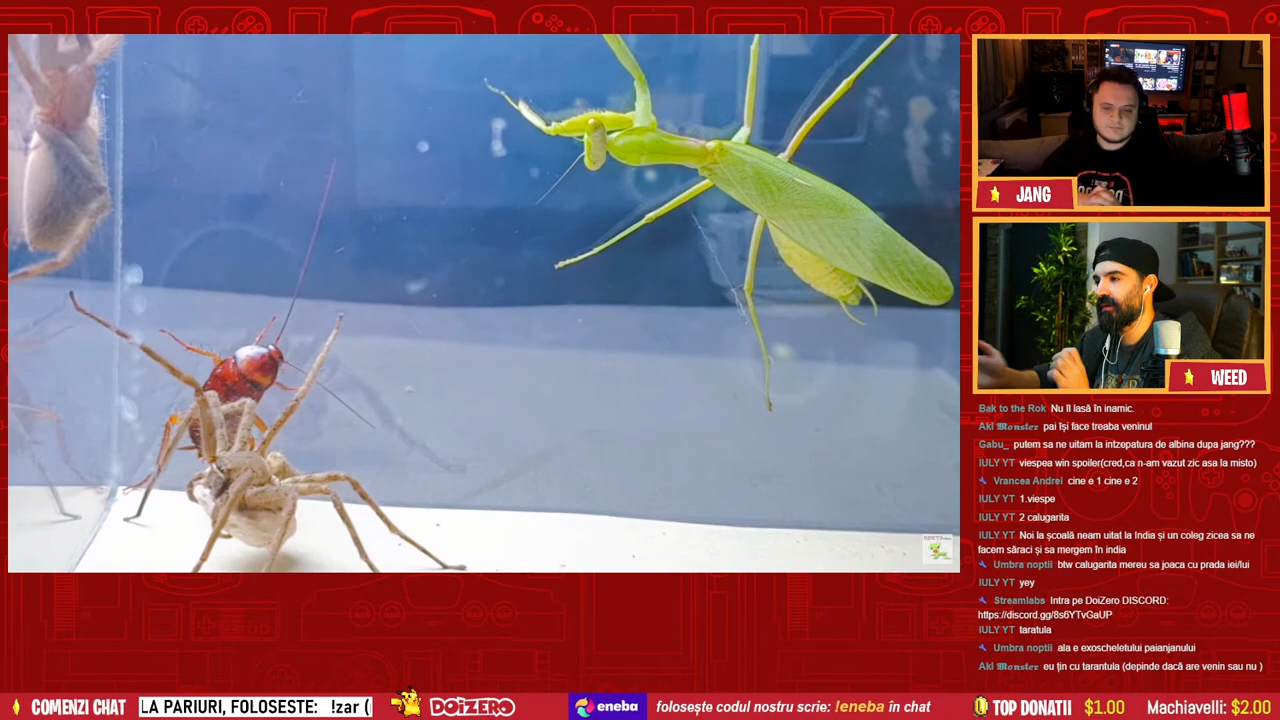 JANG
WEED
Bak to the Rok Nu îl lasă în inamic.
Akl Monster pai își face treaba veninul
Gabu_ putem sa ne uitam la intzepatura de albina dupa jang???
IULY YT viespea win spoiler(cred,ca n-am vazut zic asa la misto)
Vrancea Andrei cine e 1 cine e 2
IULY YT 1.viespe
IULY YT 2 calugarita
IULY YT Noi la școală neam uitat la India și un coleg zicea sa ne
facem săraci și sa mergem în india
Umbra noptii btw calugarita mereu sa joaca cu prada iei/lui
IULY YT yey
Streamlabs Intra pe DoiZero DISCORD:
https://discord.gg/8s6YTvGaUP
IULY YT taratula
Umbra noptii ala e exoscheletului paianjanului
Akl Monster eu țin cu tarantula (depinde dacă are venin sau nu )
COMENZI CHAT LA PARIURI, FOLOSESTE: !zar ( DOIZERO eneba folosește codul nostru scrie: !eneba în chat TOP DONATII $1.00 Machiavelli: $2.00